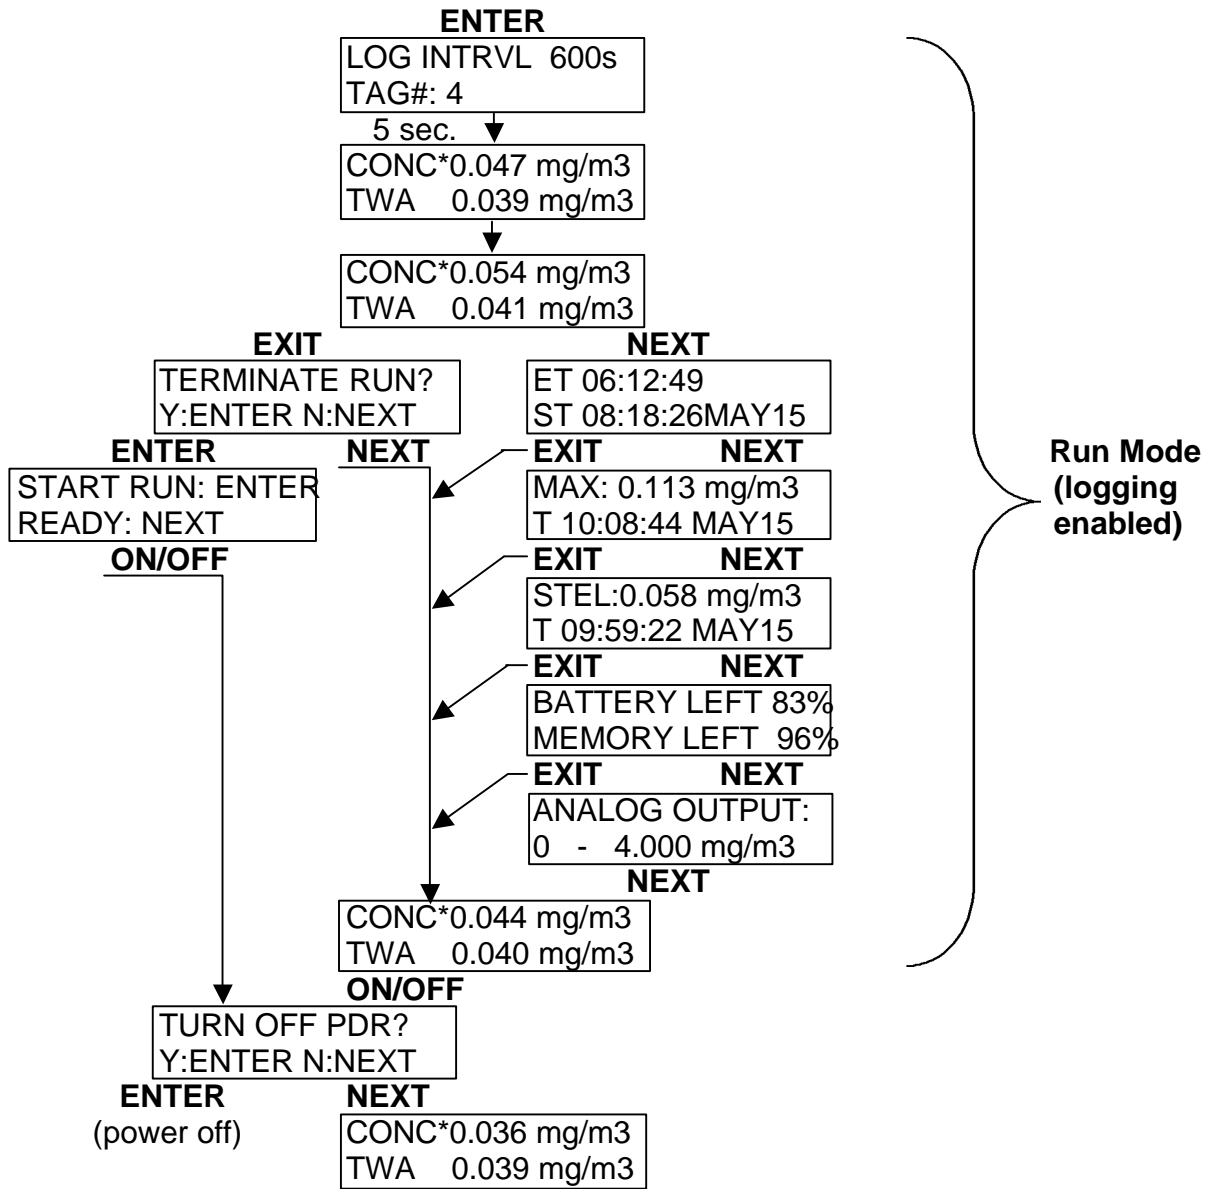 ENTER
LOG INTRVL  600s
TAG#: 4
5 sec.
CONC*0.047 mg/m3
TWA    0.039 mg/m3
CONC*0.054 mg/m3
TWA    0.041 mg/m3
EXIT
NEXT
TERMINATE RUN?
Y:ENTER N:NEXT
ET 06:12:49
ST 08:18:26MAY15
ENTER
NEXT
EXIT
NEXT
START RUN: ENTER
READY: NEXT
MAX: 0.113 mg/m3
T 10:08:44 MAY15
Run Mode
(logging
enabled)
ON/OFF
EXIT
NEXT
STEL:0.058 mg/m3
T 09:59:22 MAY15
EXIT
NEXT
BATTERY LEFT 83%
MEMORY LEFT  96%
EXIT
NEXT
ANALOG OUTPUT:
0   -   4.000 mg/m3
NEXT
CONC*0.044 mg/m3
TWA    0.040 mg/m3
ON/OFF
TURN OFF PDR?
Y:ENTER N:NEXT
ENTER
(power off)
NEXT
CONC*0.036 mg/m3
TWA    0.039 mg/m3